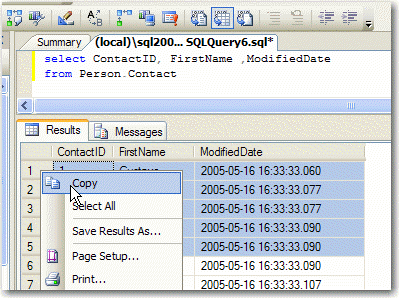 Summary (local)\sql200... SQLQuery6.sql*
select ContactID, FirstName ,ModifiedDate
from Person.Contact
Results Messages
ContactID FirstName ModifiedDate
1 1 2005-05-16 16:33:33.060
2 2005-05-16 16:33:33.077
3 2005-05-16 16:33:33.077
4 2005-05-16 16:33:33.090
5 2005-05-16 16:33:33.090
6 2005-05-16 16:33:33.090
7 2005-05-16 16:33:33.107
Copy
Select All
Save Results As...
Page Setup...
Print...